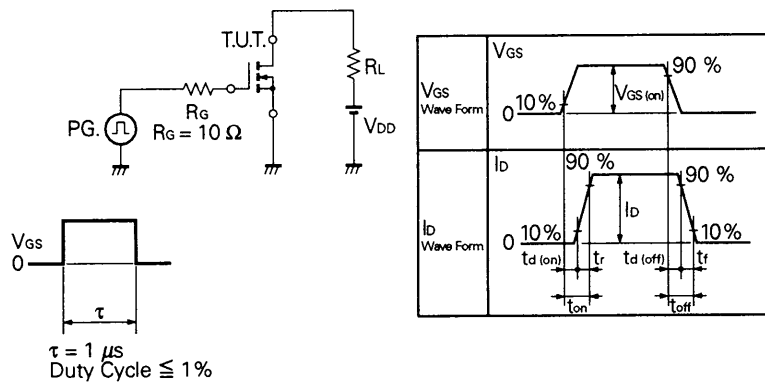 T.U.T.
RL
RG
RG = 10 Ω
PG.
VDD
VGS
0
τ
τ = 1 μs
Duty Cycle ≦ 1%
VGS
Wave Form
VGS
10%
0
VGS (on)
90 %
ID
Wave Form
ID
90 %
90 %
ID
0
10%
10%
td (on)
tr
td (off)
tf
ton
toff